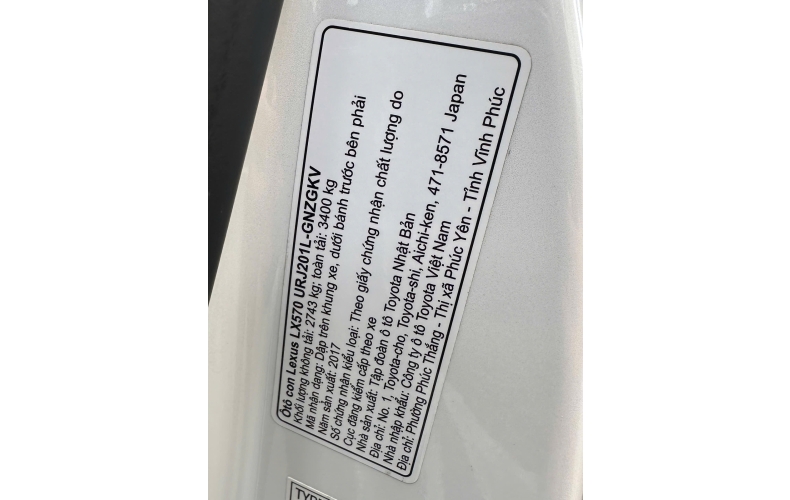 Ôtô con Lexus LX570 URJ201L-GNZGKV
Khối lượng không tải: 2743 kg; toàn tải: 3400 kg
Mã nhân dạng: Dập trên khung xe, dưới bánh trước bên phải
Năm sản xuất: 2017
Số chứng nhận kiểu loại: Theo giấy chứng nhận chất lượng do
Cục đăng kiểm cấp theo xe
Nhà sản xuất: Tập đoàn ô tô Toyota Nhật Bản
Địa chỉ: No. 1, Toyota-cho, Toyota-shi, Aichi-ken, 471-8571 Japan
Nhà nhập khẩu: Công ty ô tô Toyota Việt Nam
Địa chỉ: Phường Phúc Thắng - Thị xã Phúc Yên - Tỉnh Vĩnh Phúc